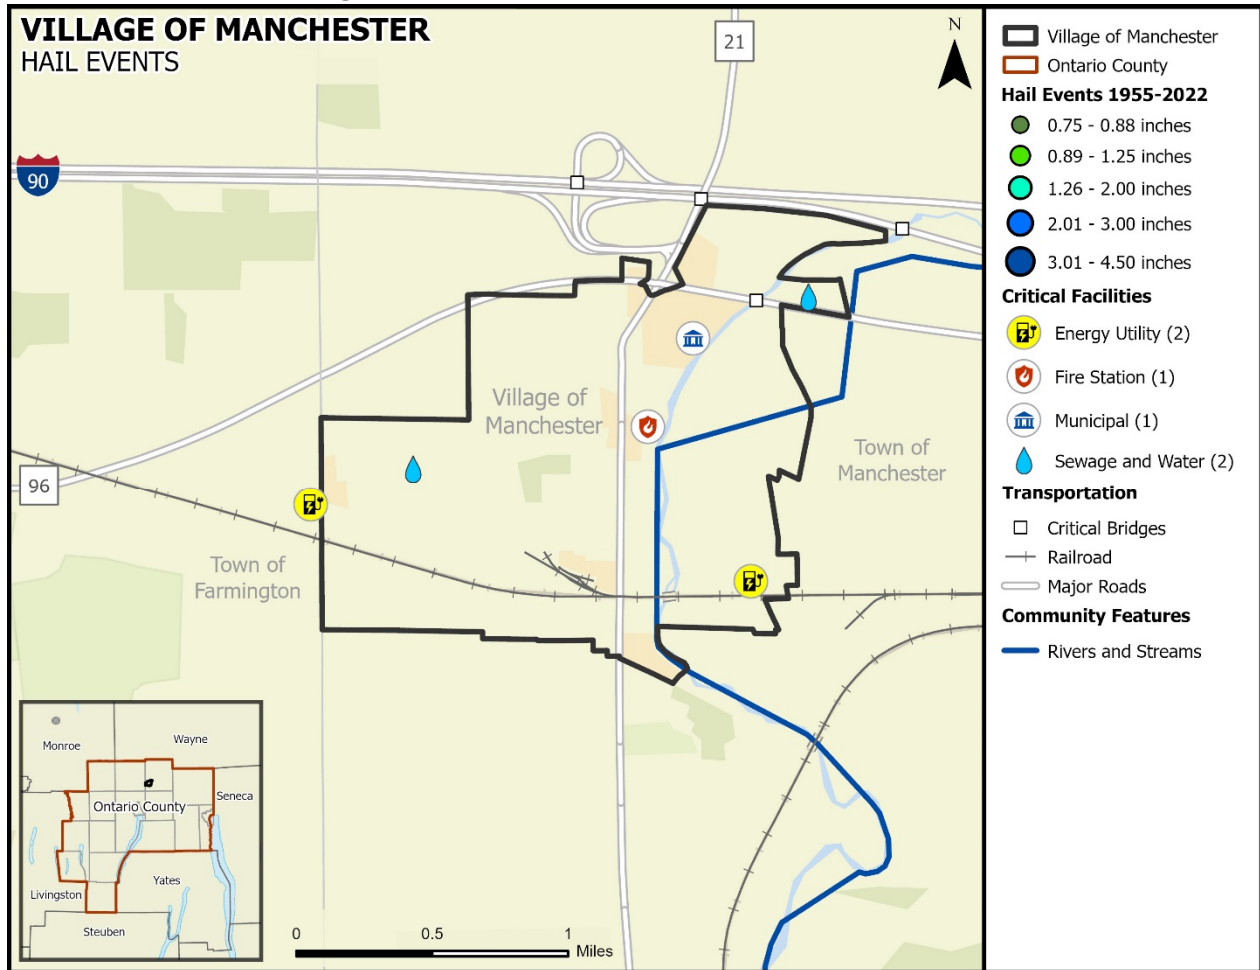 VILLAGE OF MANCHESTER
HAIL EVENTS
21
N
90
Village of
Manchester
Town of
Manchester
96
Town of
Farmington
Monroe
Wayne
Ontario County
Seneca
Livingston
Yates
Steuben
0 0.5 1
Miles
Village of Manchester
Ontario County
Hail Events 1955-2022
0.75 - 0.88 inches
0.89 - 1.25 inches
1.26 - 2.00 inches
2.01 - 3.00 inches
3.01 - 4.50 inches
Critical Facilities
Energy Utility (2)
Fire Station (1)
Municipal (1)
Sewage and Water (2)
Transportation
Critical Bridges
Railroad
Major Roads
Community Features
Rivers and Streams